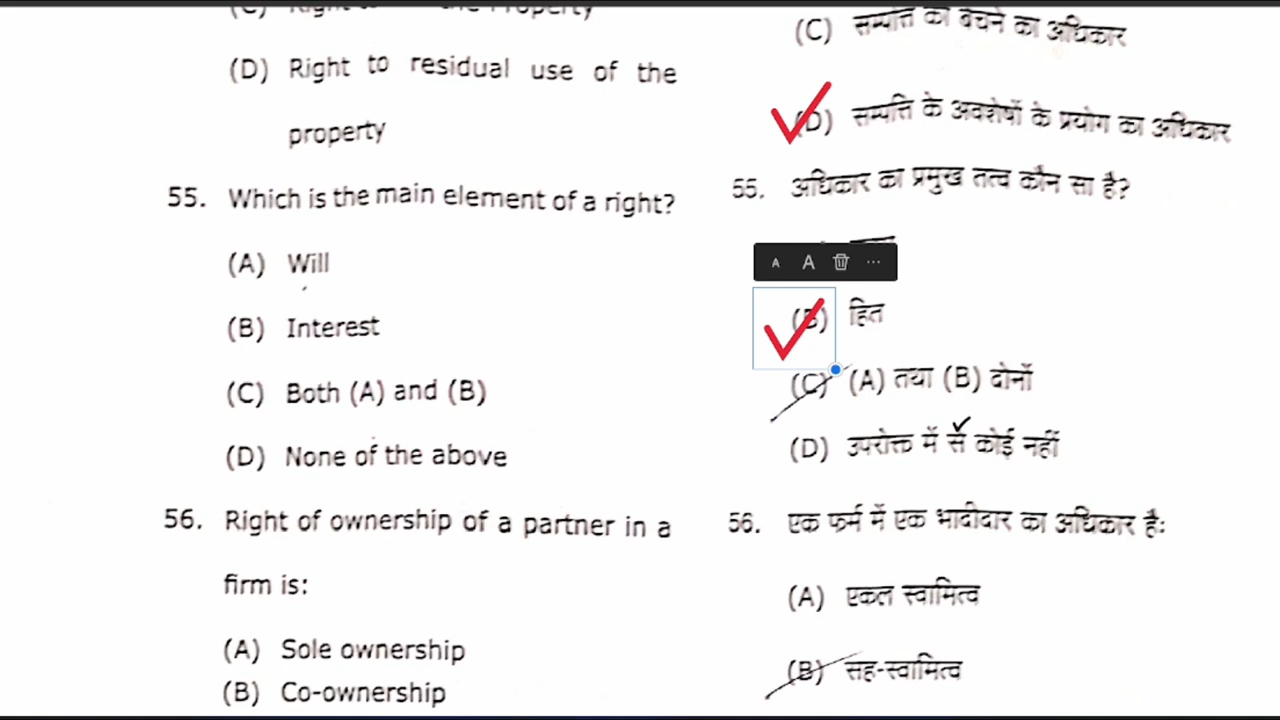 (D) Right to residual use of the
property
55. Which is the main element of a right?
(A) Will
(B) Interest
(C) Both (A) and (B)
(D) None of the above
56. Right of ownership of a partner in a
firm is:
(A) Sole ownership
(B) Co-ownership
(C) सम्पत्ति को बेचने का अधिकार
(D) सम्पत्ति के अवशेषों के प्रयोग का अधिकार
55. अधिकार का प्रमुख तत्व कौन सा है?
A A ...
(B) हित
(C) (A) तथा (B) दोनों
(D) उपरोक्त में से कोई नहीं
56. एक फर्म में एक भादीदार का अधिकार है:
(A) एकल स्वामित्व
(B) सह-स्वामित्व